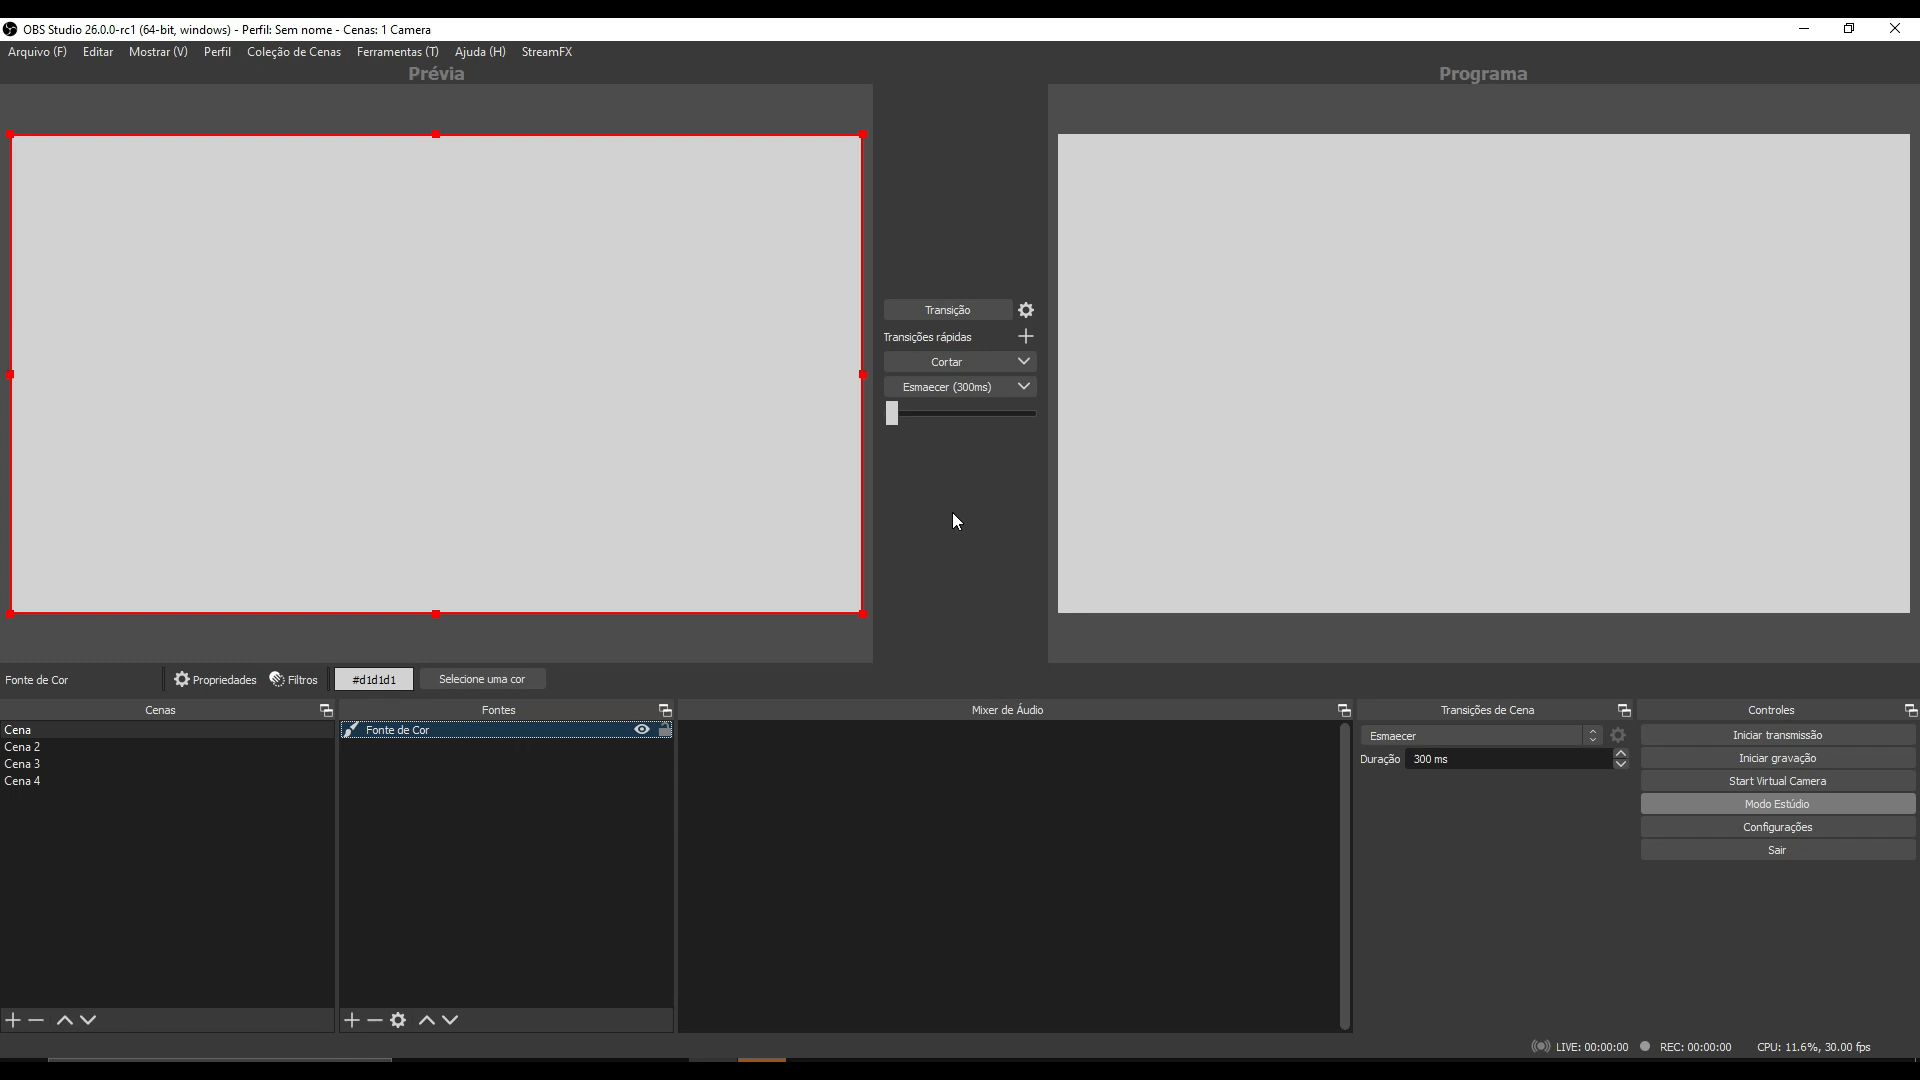 OBS Studio 26.0.0-rc1 (64-bit, windows) - Perfil: Sem nome - Cenas: 1 Camera
Arquivo (F) Editar Mostrar (V) Perfil Coleção de Cenas Ferramentas (T) Ajuda (H) StreamFX
Prévia
Programa
Transição
Transições rápidas
Cortar
Esmaecer (300ms)
Fonte de Cor Propriedades Filtros #d1d1d1 Selecione uma cor
Cenas
Cena
Cena 2
Cena 3
Cena 4
Fontes
Fonte de Cor
Mixer de Áudio
Transições de Cena
Esmaecer
Duração 300 ms
Controles
Iniciar transmissão
Iniciar gravação
Start Virtual Camera
Modo Estúdio
Configurações
Sair
LIVE: 00:00:00 REC: 00:00:00 CPU: 11.6%, 30.00 fps